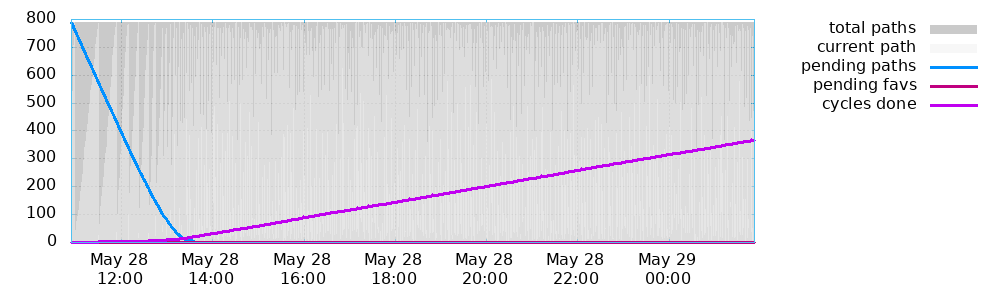 800
700
600
500
400
300
200
100
0
May 28 May 28 May 28 May 28 May 28 May 28 May 29
12:00 14:00 16:00 18:00 20:00 22:00 00:00
total paths
current path
pending paths
pending favs
cycles done